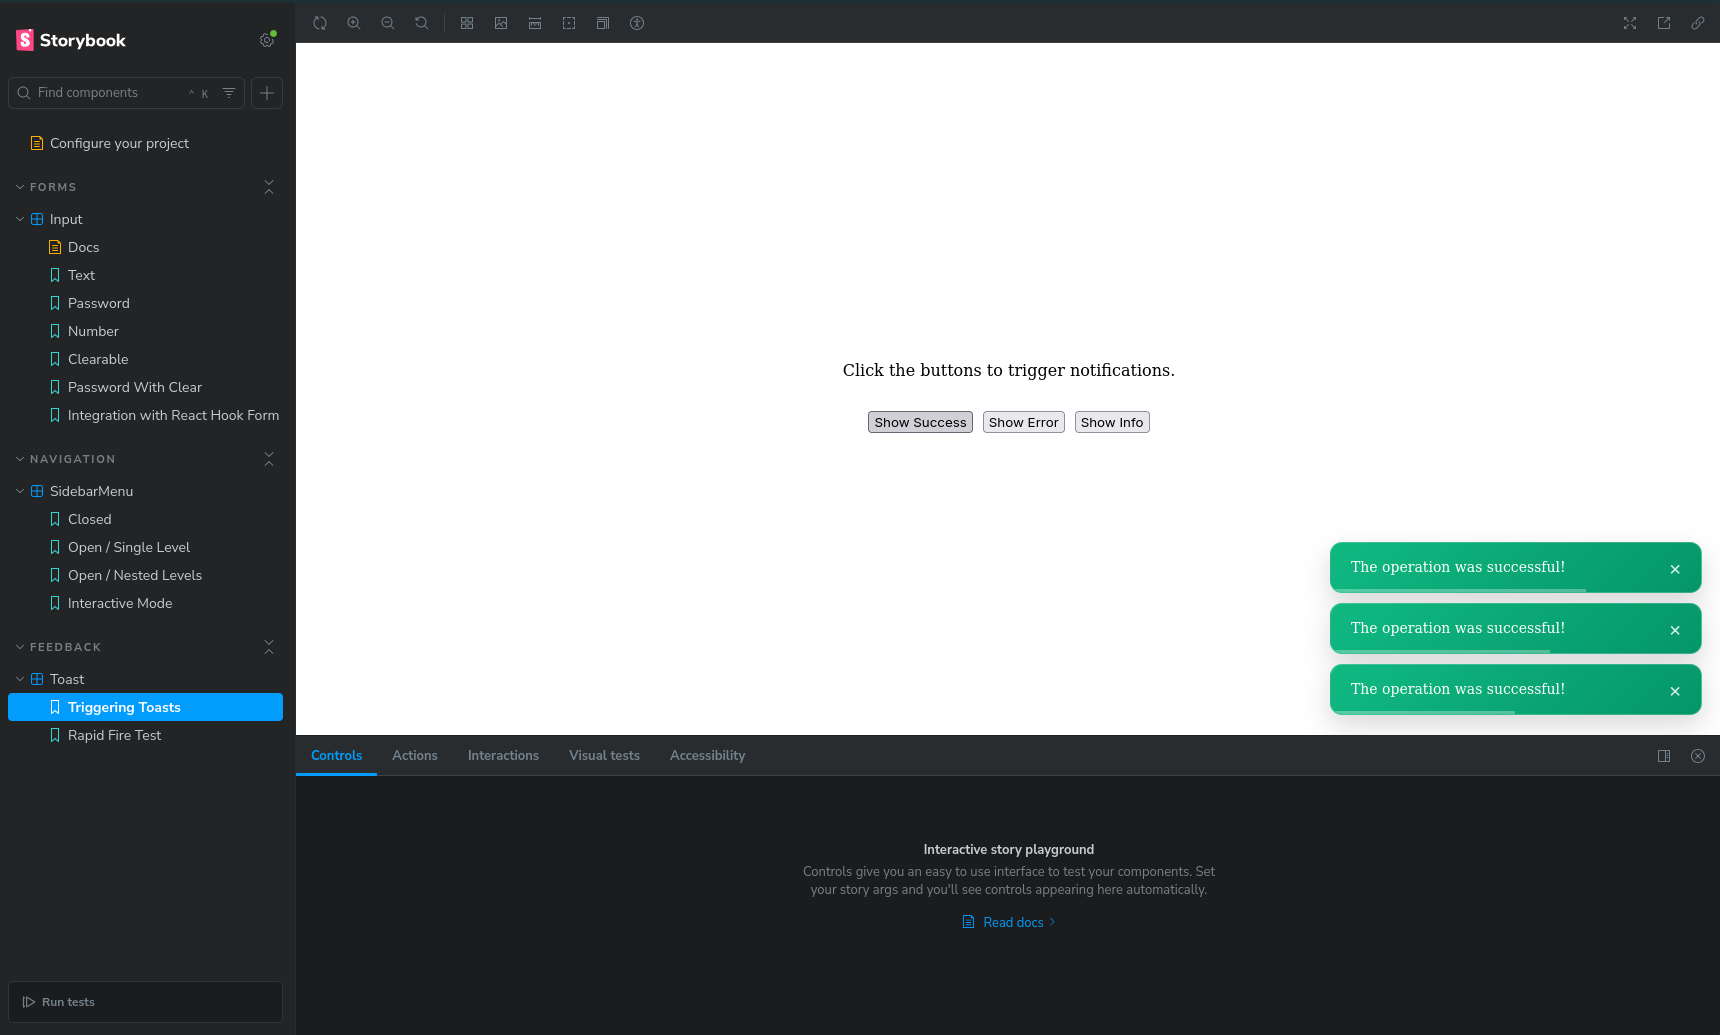 Storybook
Find components
^ K
Configure your project
FORMS
Input
Docs
Text
Password
Number
Clearable
Password With Clear
Integration with React Hook Form
NAVIGATION
SidebarMenu
Closed
Open / Single Level
Open / Nested Levels
Interactive Mode
FEEDBACK
Toast
Triggering Toasts
Rapid Fire Test
Run tests
Click the buttons to trigger notifications.
Show Success Show Error Show Info
The operation was successful!
The operation was successful!
The operation was successful!
Controls Actions Interactions Visual tests Accessibility
Interactive story playground
Controls give you an easy to use interface to test your components. Set
your story args and you'll see controls appearing here automatically.
Read docs